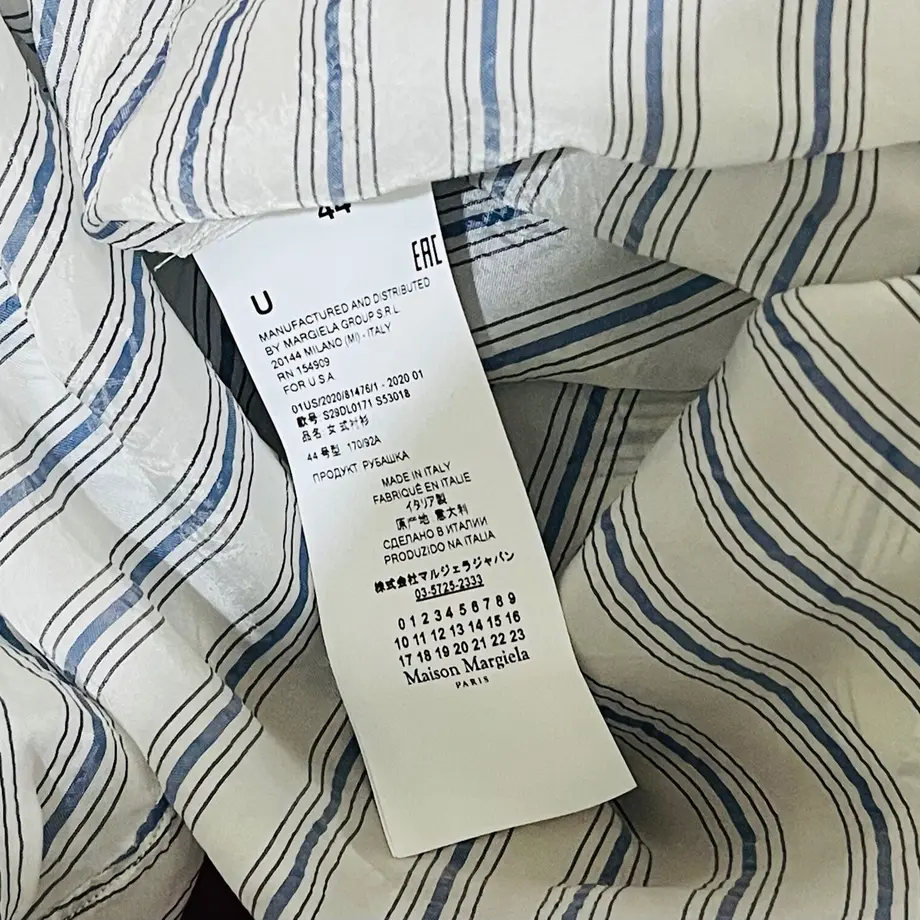 44
EAC
U
MANUFACTURED AND DISTRIBUTED
BY MARGIELA GROUP S.R.L.
20144 MILANO (MI) - ITALY
RN 154909
FOR U.S.A
01US/2020/81476/1 - 2020 01
款号 S29DL0171 S53018
品名: 女式衬衫
44 号型 170/92A
ПРОДУКТ: РУБАШКА
MADE IN ITALY
FABRIQUÉ EN ITALIE
イタリア製
原产地 意大利
СДЕЛАНО В ИТАЛИИ
PRODUZIDO NA ITALIA
株式会社マルジェラジャパン
03-5725-2333
0 1 2 3 4 5 6 7 8 9
10 11 12 13 14 15 16
17 18 19 20 21 22 23
Maison Margiela
PARIS